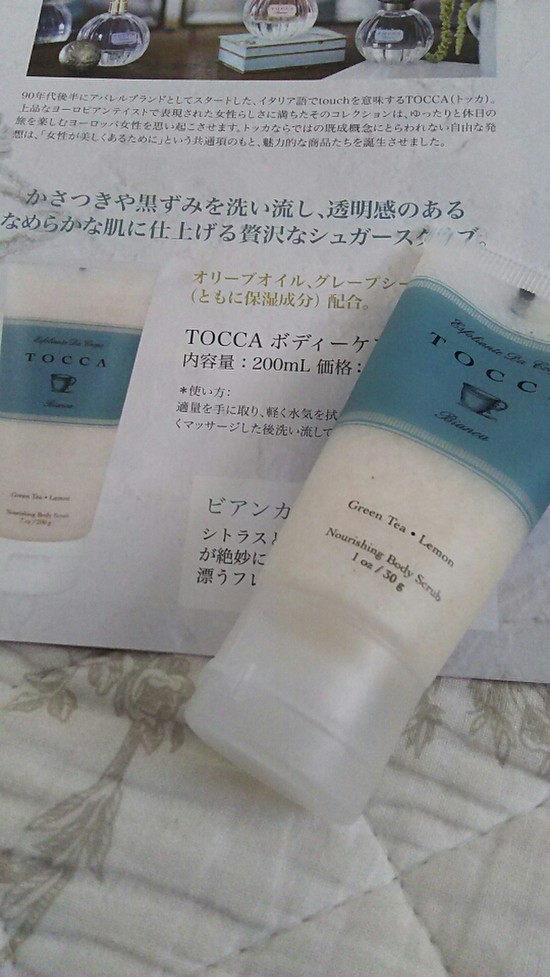 90年代後半にアパレルブランドとしてスタートした、イタリア語でtouchを意味するTOCCA(トッカ)。
上品なヨーロピアンテイストで表現された女性らしさに満ちたそのコレクションは、ゆったりと休日の
旅を楽しむヨーロッパ女性を思い起こさせます。トッカならではの既成概念にとらわれない自由な発
想は、「女性が美しくあるために」という共通項のもと、魅力的な商品たちを誕生させました。
かさつきや黒ずみを洗い流し、透明感のある
なめらかな肌に仕上げる贅沢なシュガース
オリーブオイル、グレープシー
(ともに保湿成分) 配合。
TOCCA ボディーケ
内容量：200mL 価格：
*使い方：
適量を手に取り、軽く水気を拭
くマッサージした後洗い流して
ビアンカ
シトラスと
が絶妙に
漂うフレ
TOCCA
Bianca
Green Tea • Lemon
Nourishing Body Scrub
TOCC
Bianca
Green Tea • Lemon
Nourishing Body Scrub
1 oz / 30 g